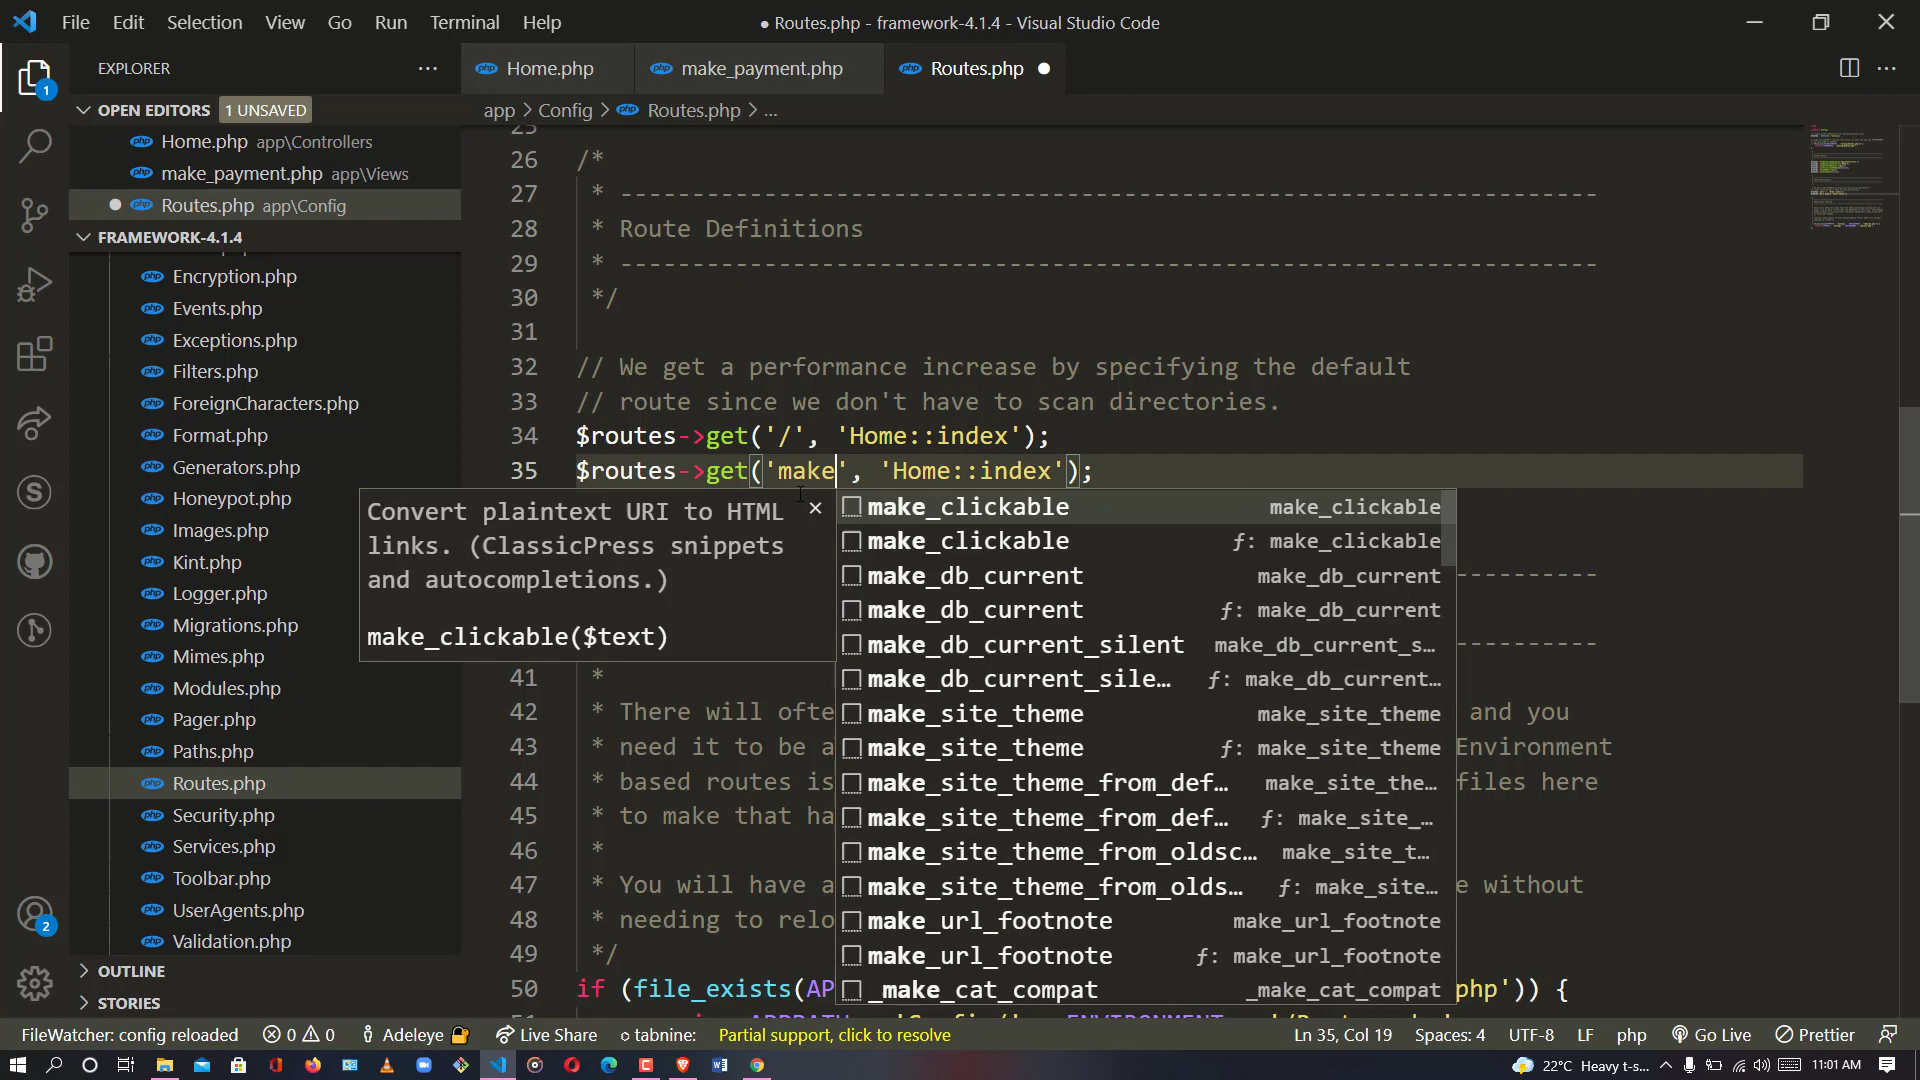 File Edit Selection View Go Run Terminal Help
● Routes.php - framework-4.1.4 - Visual Studio Code
EXPLORER
OPEN EDITORS 1 UNSAVED
Home.php app\Controllers
make_payment.php app\Views
Routes.php app\Config
FRAMEWORK-4.1.4
Encryption.php
Events.php
Exceptions.php
Filters.php
ForeignCharacters.php
Format.php
Generators.php
Honeypot.php
Images.php
Kint.php
Logger.php
Migrations.php
Mimes.php
Modules.php
Pager.php
Paths.php
Routes.php
Security.php
Services.php
Toolbar.php
UserAgents.php
Validation.php
OUTLINE
STORIES
1
2
Home.php make_payment.php Routes.php
app > Config > Routes.php > ...
25
26 /*
27 * --------------------------------------------------------------------
28 * Route Definitions
29 * --------------------------------------------------------------------
30 */
31
32 // We get a performance increase by specifying the default
33 // route since we don't have to scan directories.
34 $routes->get('/', 'Home::index');
35 $routes->get('make', 'Home::index');
Convert plaintext URI to HTML
links. (ClassicPress snippets
and autocompletions.)
make_clickable($text)
make_clickable make_clickable
make_clickable ƒ: make_clickable
make_db_current make_db_current
make_db_current ƒ: make_db_current
make_db_current_silent make_db_current_s…
make_db_current_sile… ƒ: make_db_current…
make_site_theme make_site_theme
make_site_theme ƒ: make_site_theme
make_site_theme_from_def… make_site_the…
make_site_theme_from_def… ƒ: make_site_…
make_site_theme_from_oldsc… make_site_t…
make_site_theme_from_olds… ƒ: make_site…
make_url_footnote make_url_footnote
make_url_footnote ƒ: make_url_footnote
_make_cat_compat _make_cat_compat
41 *
42 * There will ofte and you
43 * need it to be a Environment
44 * based routes is files here
45 * to make that ha
46 *
47 * You will have a e without
48 * needing to relo
49 */
50 if (file_exists(AP php')) {
FileWatcher: config reloaded 0 0 Adeleye Live Share tabnine: Partial support, click to resolve Ln 35, Col 19 Spaces: 4 UTF-8 LF php Go Live Prettier
22°C Heavy t-s... 11:01 AM